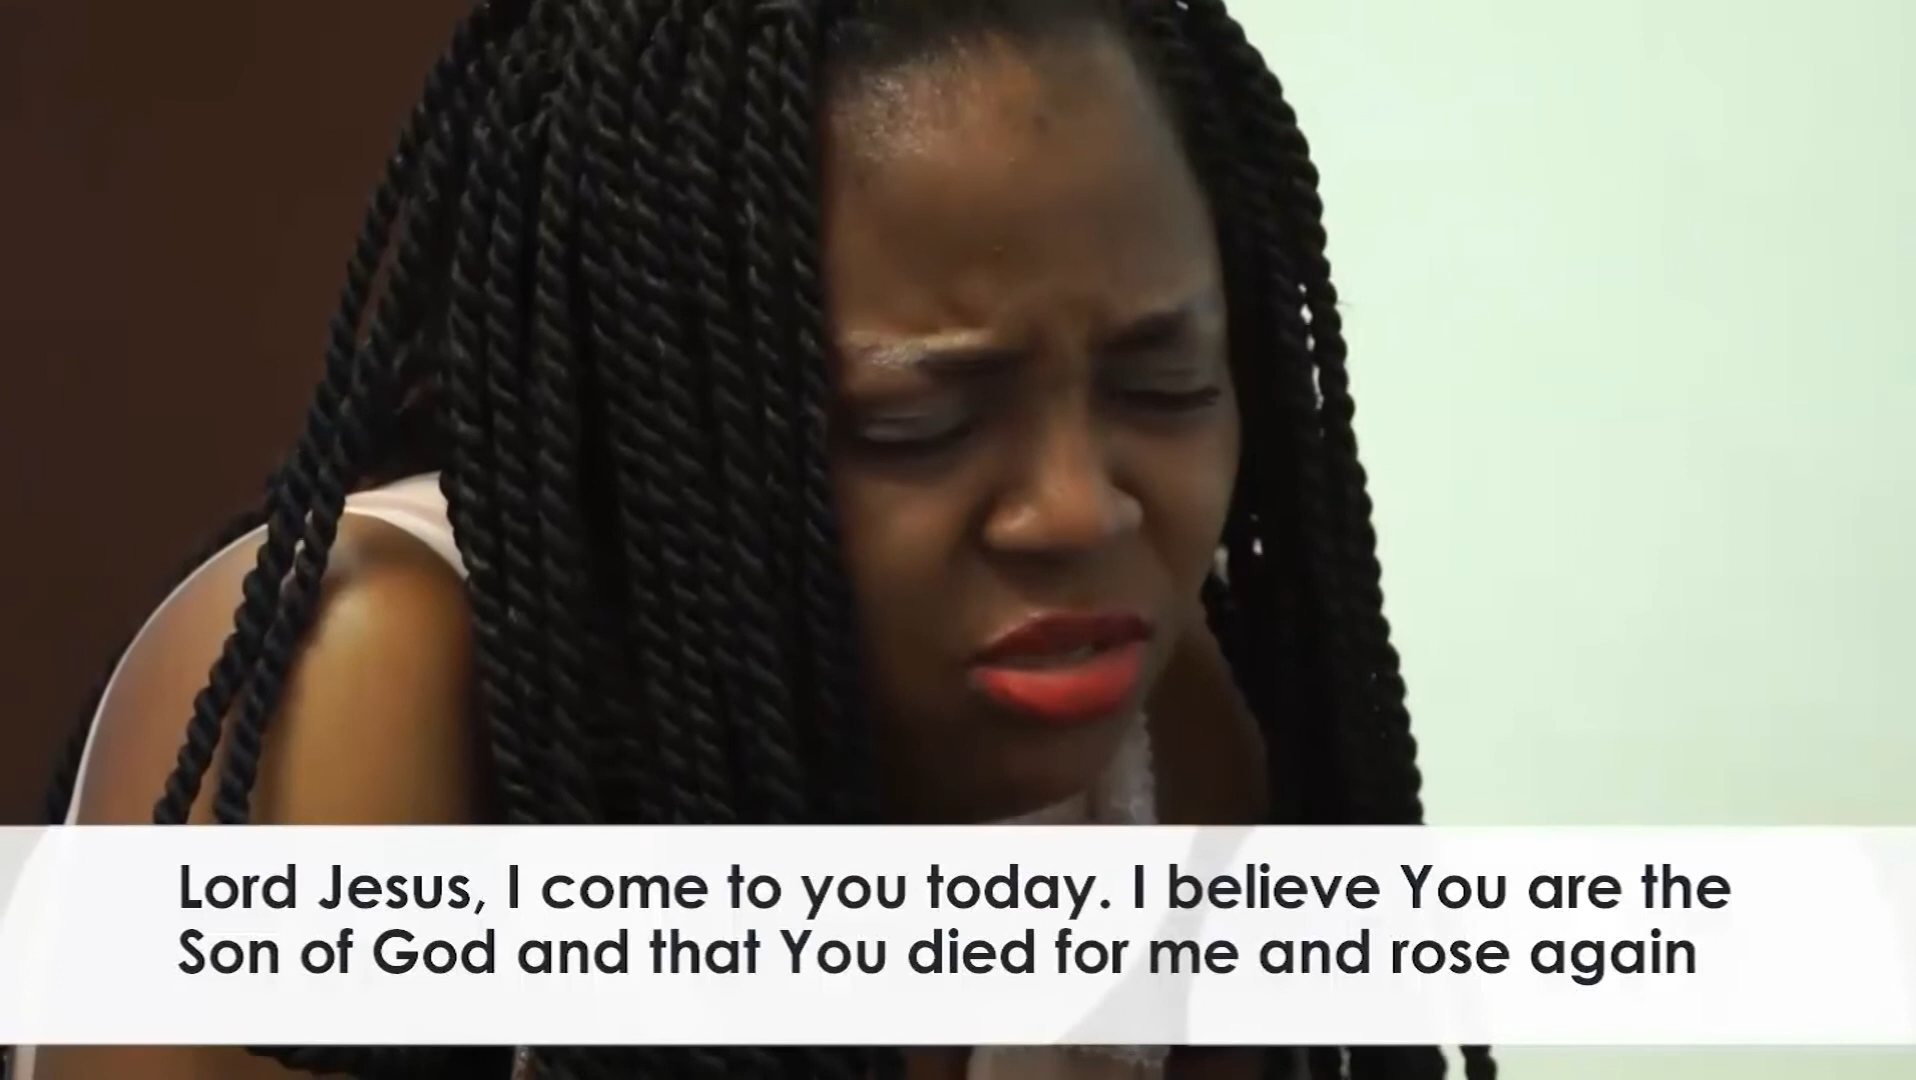 Lord Jesus, I come to you today. I believe You are the
Son of God and that You died for me and rose again